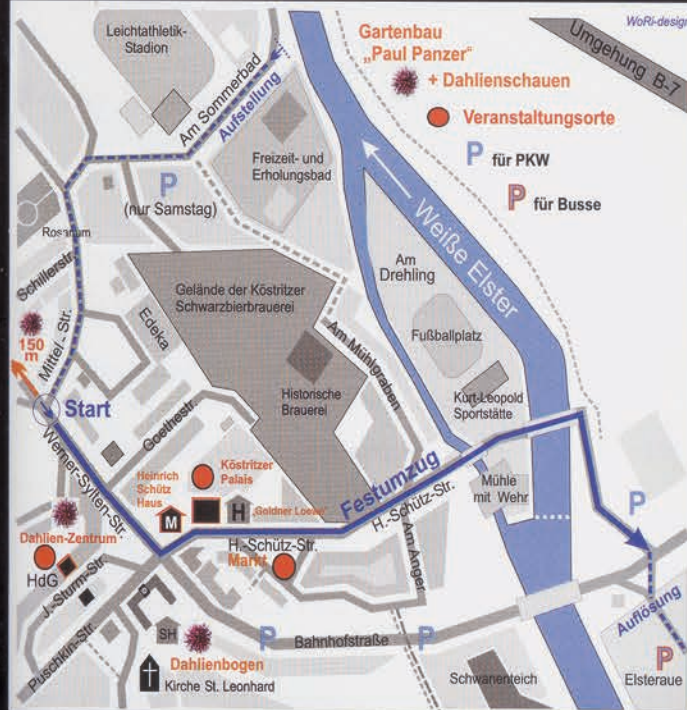 WoRi-design
Leichtathletik-
Stadion
Am Sommerbad
Aufstellung
Gartenbau
„Paul Panzer"
+ Dahlienschauen
Umgehung B-7
Veranstaltungsorte
P für PKW
P für Busse
Freizeit- und
Erholungsbad
P
(nur Samstag)
Rosarium
Schillerstr.
150
m
Mittel - Str.
Start
Edeka
Gelände der Köstritzer
Schwarzbierbrauerei
Historische
Brauerei
Am Mühlgraben
Weiße Elster
Am
Drehling
Fußballplatz
Kurt-Leopold
Sportstätte
Goethestr.
Werner-Sylten-Str.
Heinrich
Schütz
Haus
M
Köstritzer
Palais
H
„Goldner Loewe"
Festumzug
H.-Schütz-Str.
Mühle
mit Wehr
P
Dahlien-Zentrum
HdG
H.-Schütz-Str.
Markt
Am Anger
J.-Sturm-Str.
Puschkin-Str.
SH
Dahlienbogen
Kirche St. Leonhard
P
Bahnhofstraße
P
Schwanenteich
Auflösung
P
Elsteraue